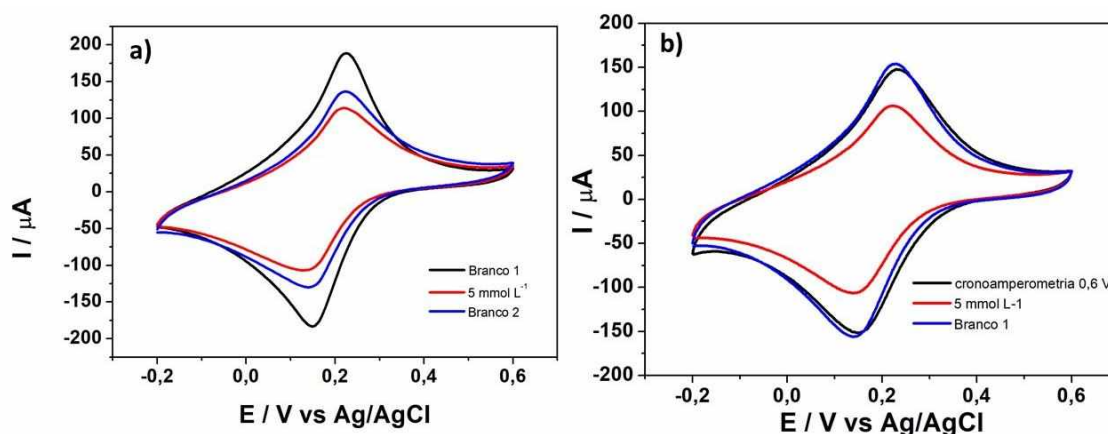 a)
200
150
100
50
0
-50
-100
-150
-200
I / µA
-0,2 0,0 0,2 0,4 0,6
E / V vs Ag/AgCl
Branco 1
5 mmol L⁻¹
Branco 2
b)
200
150
100
50
0
-50
-100
-150
-200
I / µA
-0,2 0,0 0,2 0,4 0,6
E / V vs Ag/AgCl
cronoamperometria 0,6 V
5 mmol L-1
Branco 1